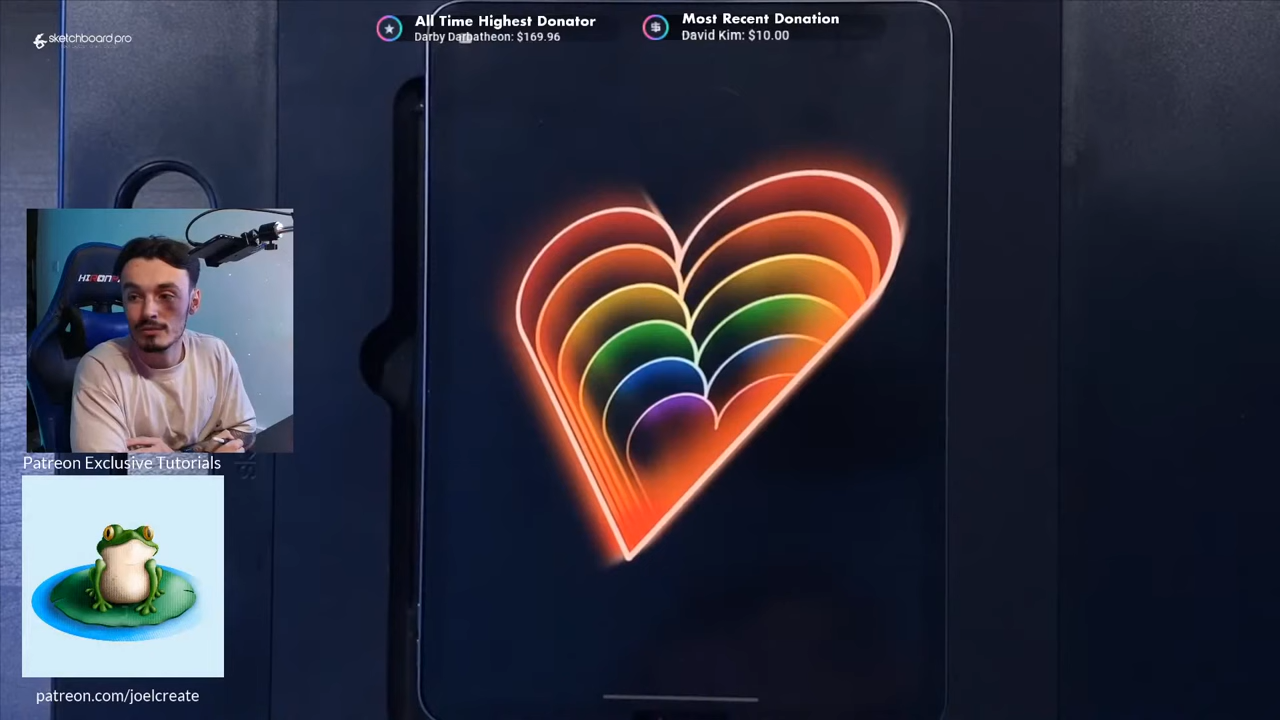 sketchboard pro
All Time Highest Donator
Darby Darbatheon: $169.96
Most Recent Donation
David Kim: $10.00
Patreon Exclusive Tutorials
patreon.com/joelcreate